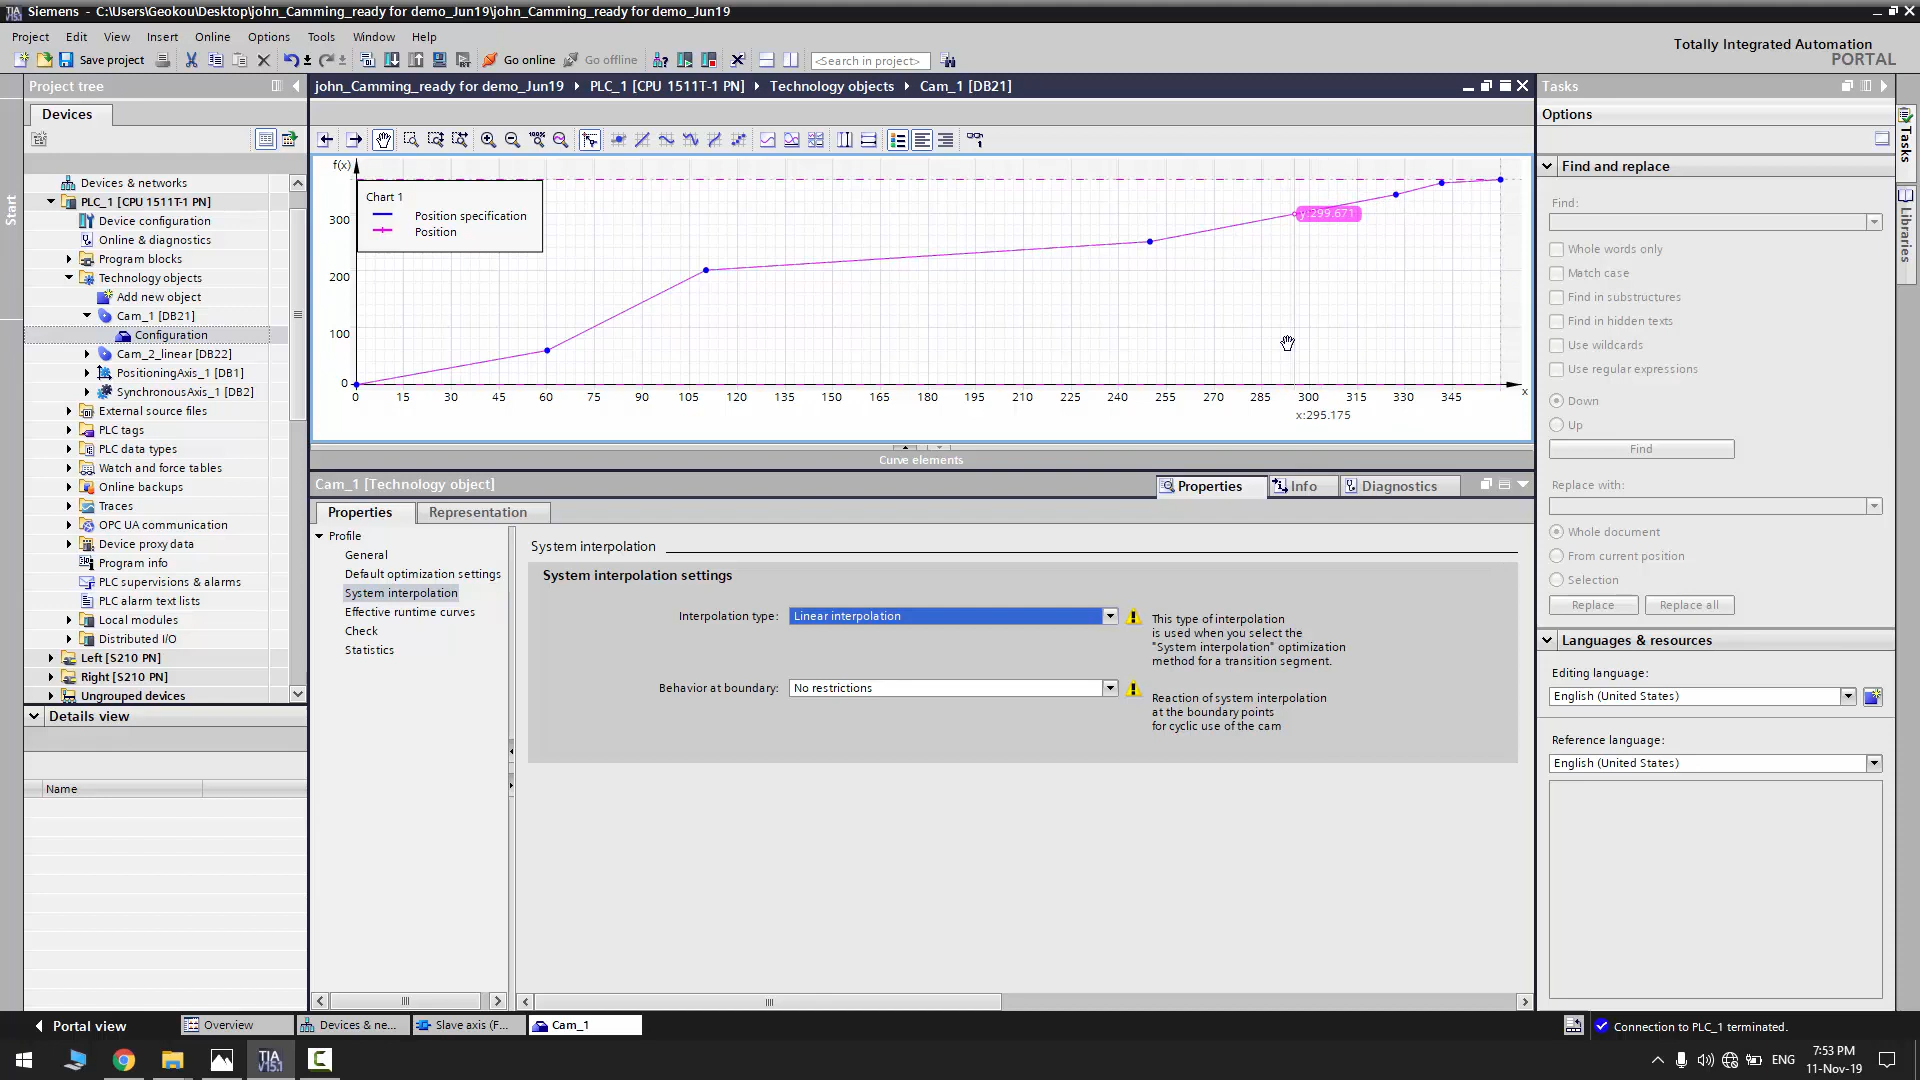 Siemens - C:\Users\Geokou\Desktop\john_Camming_ready for demo_Jun19\john_Camming_ready for demo_Jun19
Project Edit View Insert Online Options Tools Window Help
Totally Integrated Automation
PORTAL
Save project
Go online
Go offline
<Search in project>
Project tree
Devices
Start
Devices & networks
PLC_1 [CPU 1511T-1 PN]
Device configuration
Online & diagnostics
Program blocks
Technology objects
Add new object
Cam_1 [DB21]
Configuration
Cam_2_linear [DB22]
PositioningAxis_1 [DB1]
SynchronousAxis_1 [DB2]
External source files
PLC tags
PLC data types
Watch and force tables
Online backups
Traces
OPC UA communication
Device proxy data
Program info
PLC supervisions & alarms
PLC alarm text lists
Local modules
Distributed I/O
Left [S210 PN]
Right [S210 PN]
Ungrouped devices
Details view
Name
john_Camming_ready for demo_Jun19 PLC_1 [CPU 1511T-1 PN] Technology objects Cam_1 [DB21]
100%
f(x)
Chart 1
Position specification
Position
300
200
100
0
y:299.671
0 15 30 45 60 75 90 105 120 135 150 165 180 195 210 225 240 255 270 285 300 315 330 345
x
x:295.175
Curve elements
Cam_1 [Technology object]
Properties Info Diagnostics
Properties Representation
Profile
General
Default optimization settings
System interpolation
Effective runtime curves
Check
Statistics
System interpolation
System interpolation settings
Interpolation type: Linear interpolation
This type of interpolation
is used when you select the
"System interpolation" optimization
method for a transition segment.
Behavior at boundary: No restrictions
Reaction of system interpolation
at the boundary points
for cyclic use of the cam
Tasks
Options
Find and replace
Find:
Whole words only
Match case
Find in substructures
Find in hidden texts
Use wildcards
Use regular expressions
Down
Up
Find
Replace with:
Whole document
From current position
Selection
Replace Replace all
Languages & resources
Editing language:
English (United States)
Reference language:
English (United States)
Tasks
Libraries
Portal view
Overview
Devices & ne...
Slave axis (F...
Cam_1
Connection to PLC_1 terminated.
TIA
V15.1
ENG
7:53 PM
11-Nov-19